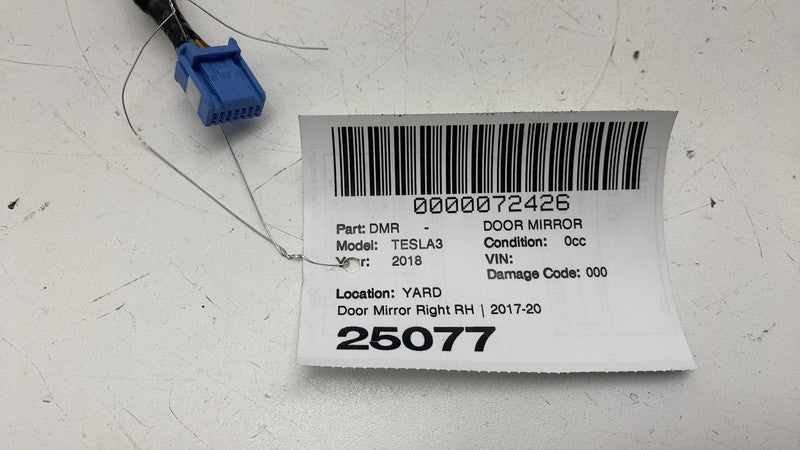 0000072426
Part: DMR - DOOR MIRROR
Model: TESLA3 Condition: 0cc
Year: 2018 VIN:
Damage Code: 000
Location: YARD
Door Mirror Right RH | 2017-20
25077